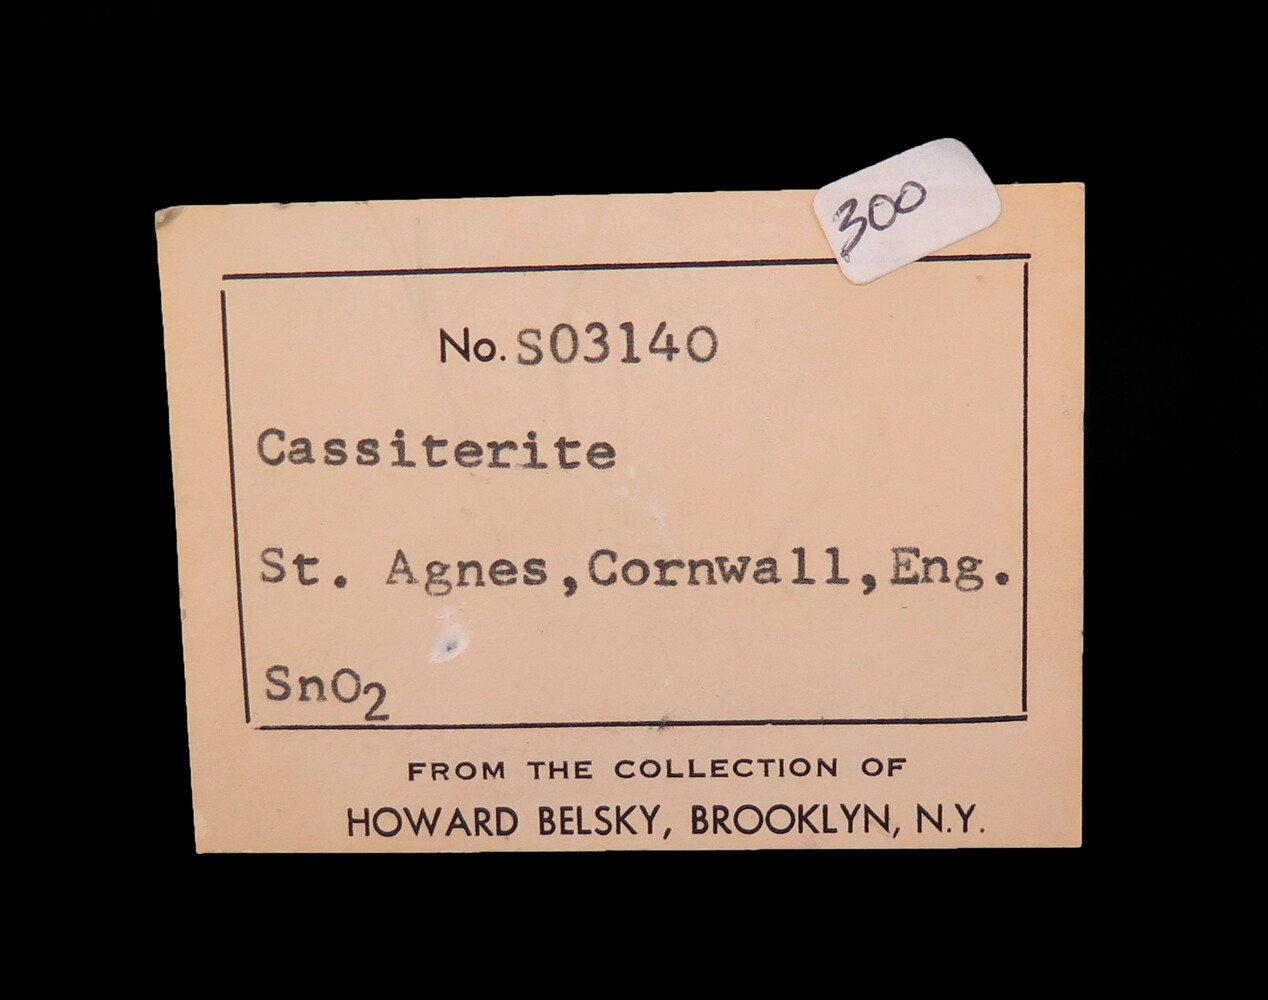 300
No. S03140
Cassiterite
St. Agnes,Cornwall,Eng.
SnO₂
FROM THE COLLECTION OF
HOWARD BELSKY, BROOKLYN, N.Y.